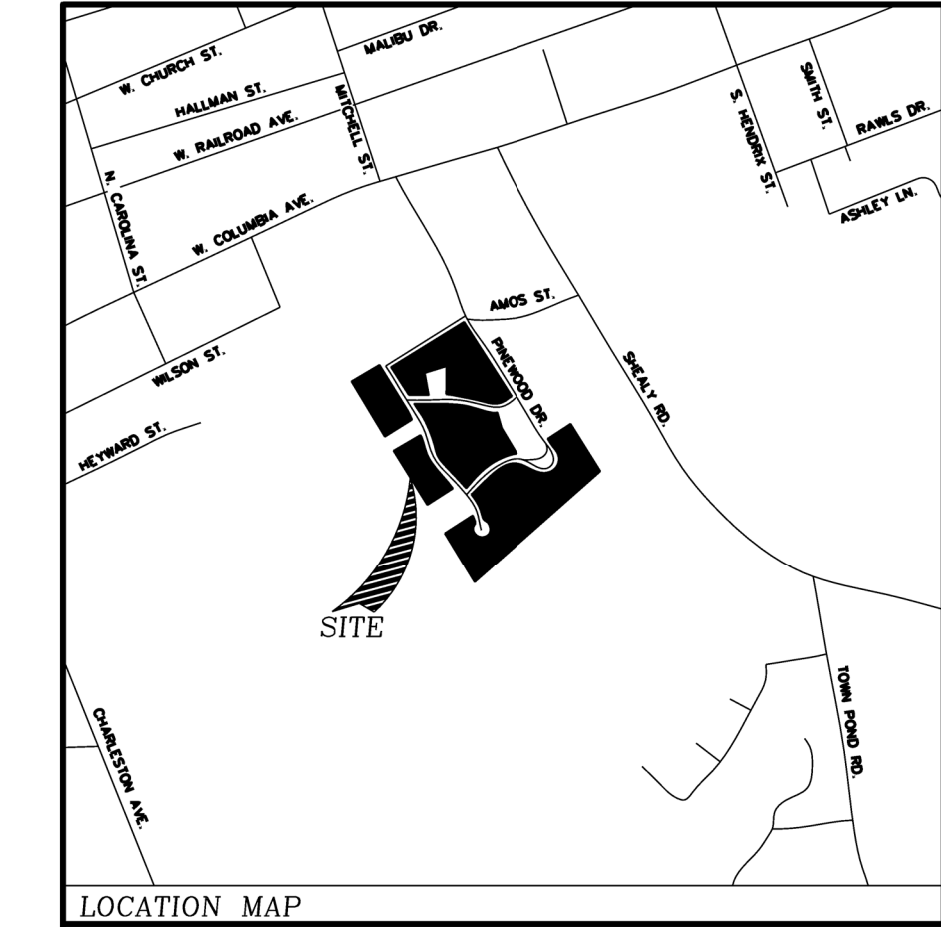 MALIBU DR.
W. CHURCH ST.
HALLMAN ST.
W. RAILROAD AVE.
MITCHELL ST.
S. HENDRIX ST.
SMITH ST.
RAWLS DR.
ASHLEY LN.
N. CAROLINA ST.
W. COLUMBIA AVE.
AMOS ST.
WILSON ST.
PINEWOOD DR.
SHEALY RD.
HEYWARD ST.
SITE
TOWN POND RD.
CHARLESTON AVE.
LOCATION MAP